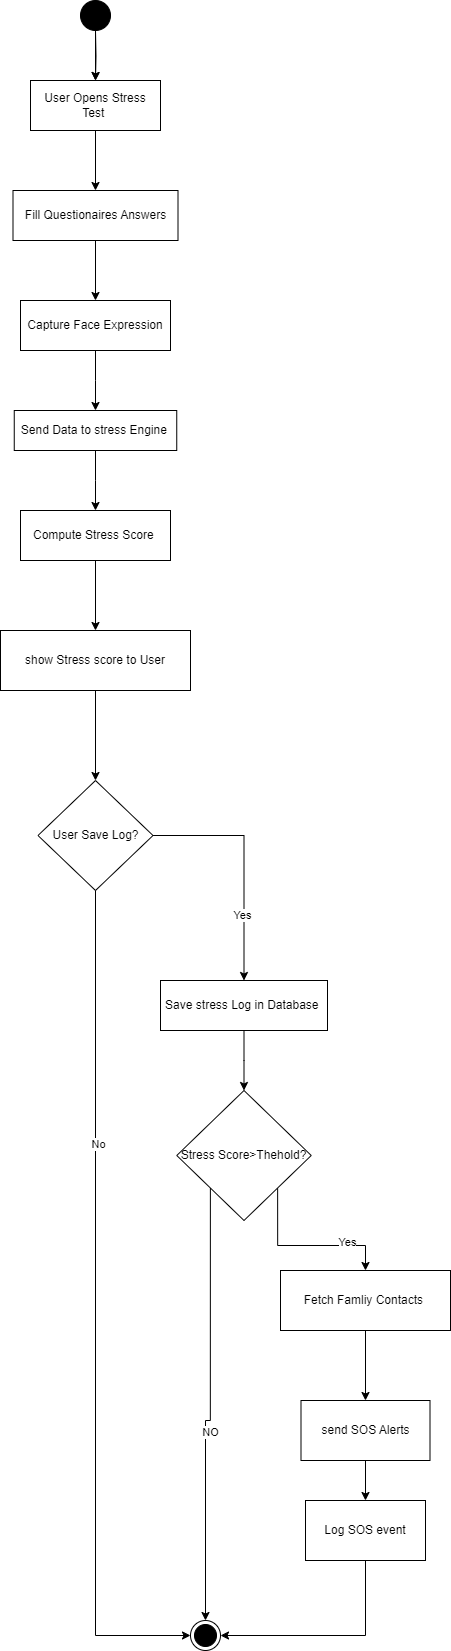 User Opens Stress
Test
Fill Questionaires Answers
Capture Face Expression
Send Data to stress Engine
Compute Stress Score
show Stress score to User
User Save Log?
Yes
Save stress Log in Database
No
Stress Score>Thehold?
Yes
Fetch Famliy Contacts
send SOS Alerts
NO
Log SOS event